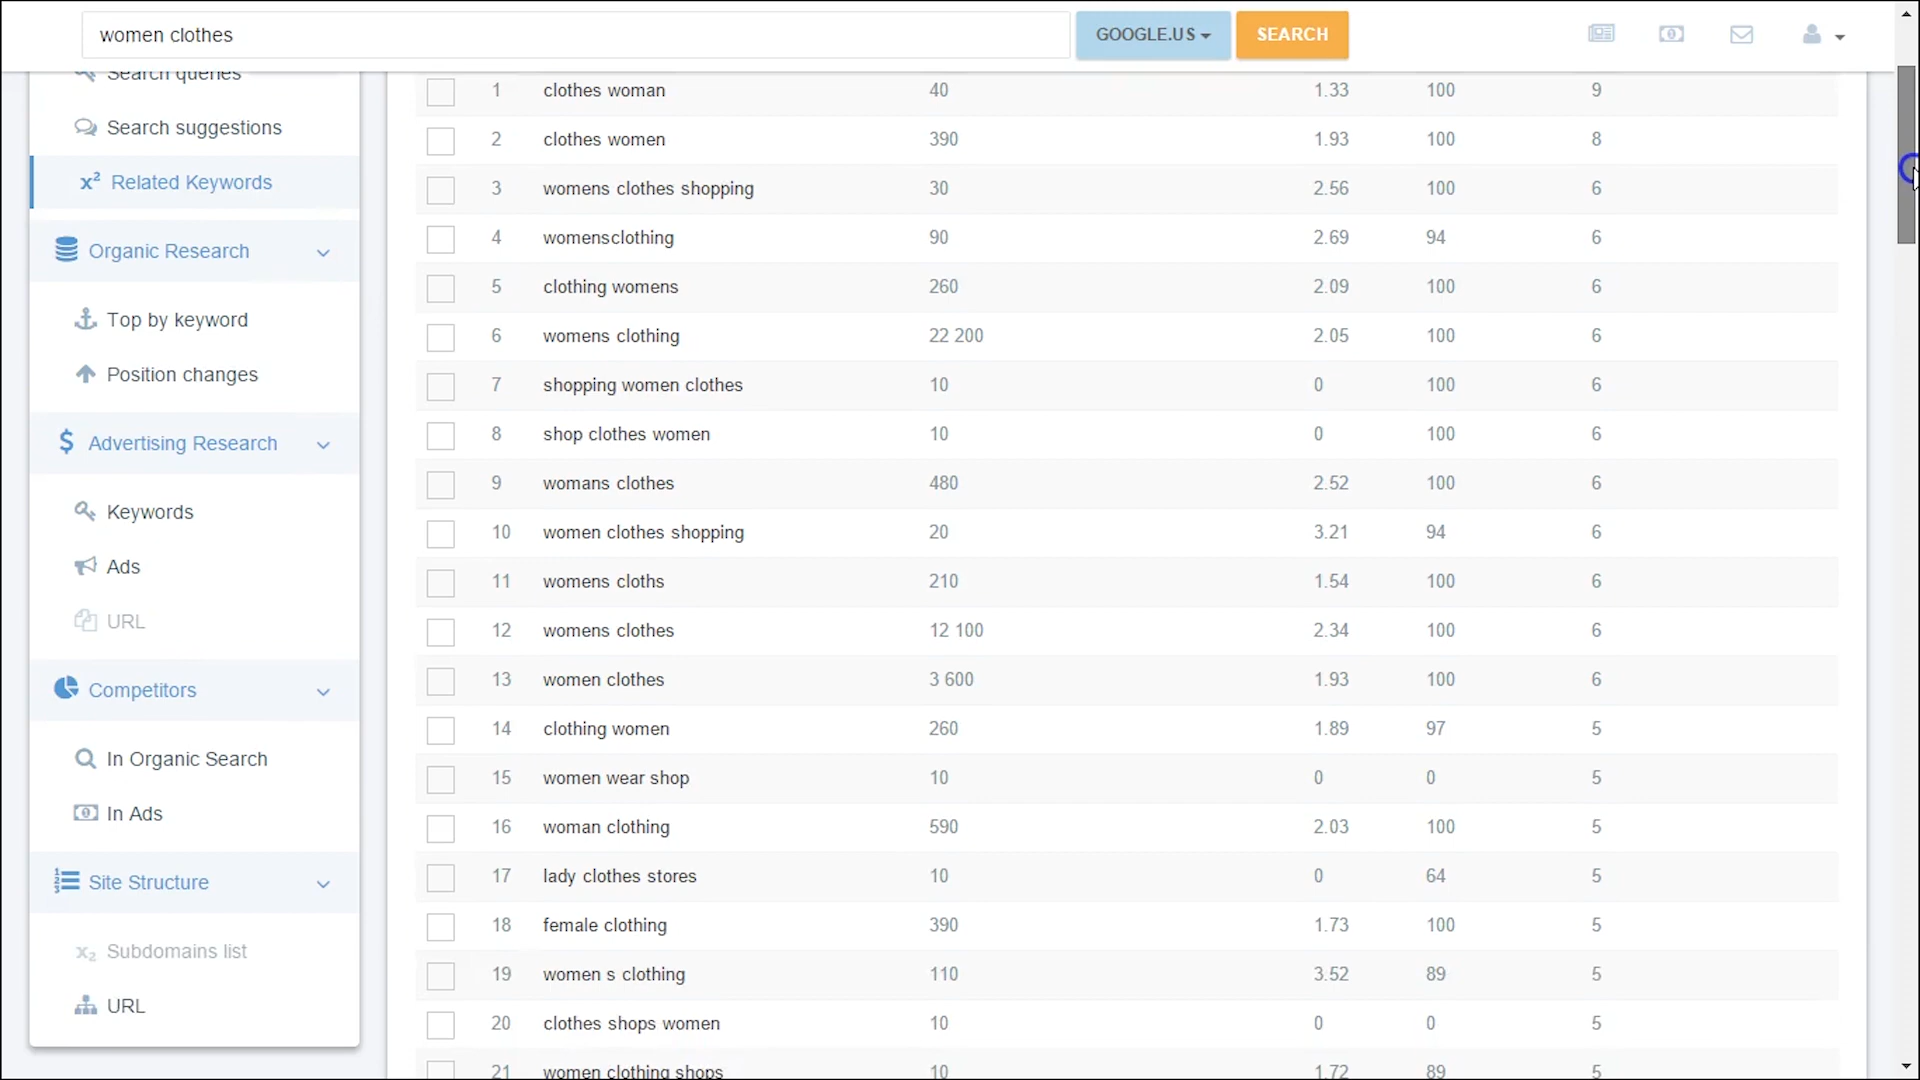 women clothes GOOGLE.US SEARCH
Search queries
Search suggestions
x² Related Keywords
Organic Research
Top by keyword
Position changes
Advertising Research
Keywords
Ads
URL
Competitors
In Organic Search
In Ads
Site Structure
x₂ Subdomains list
URL
1 clothes woman 40 1.33 100 9
2 clothes women 390 1.93 100 8
3 womens clothes shopping 30 2.56 100 6
4 womensclothing 90 2.69 94 6
5 clothing womens 260 2.09 100 6
6 womens clothing 22 200 2.05 100 6
7 shopping women clothes 10 0 100 6
8 shop clothes women 10 0 100 6
9 womans clothes 480 2.52 100 6
10 women clothes shopping 20 3.21 94 6
11 womens cloths 210 1.54 100 6
12 womens clothes 12 100 2.34 100 6
13 women clothes 3 600 1.93 100 6
14 clothing women 260 1.89 97 5
15 women wear shop 10 0 0 5
16 woman clothing 590 2.03 100 5
17 lady clothes stores 10 0 64 5
18 female clothing 390 1.73 100 5
19 women s clothing 110 3.52 89 5
20 clothes shops women 10 0 0 5
21 women clothing shops 10 1.72 89 5